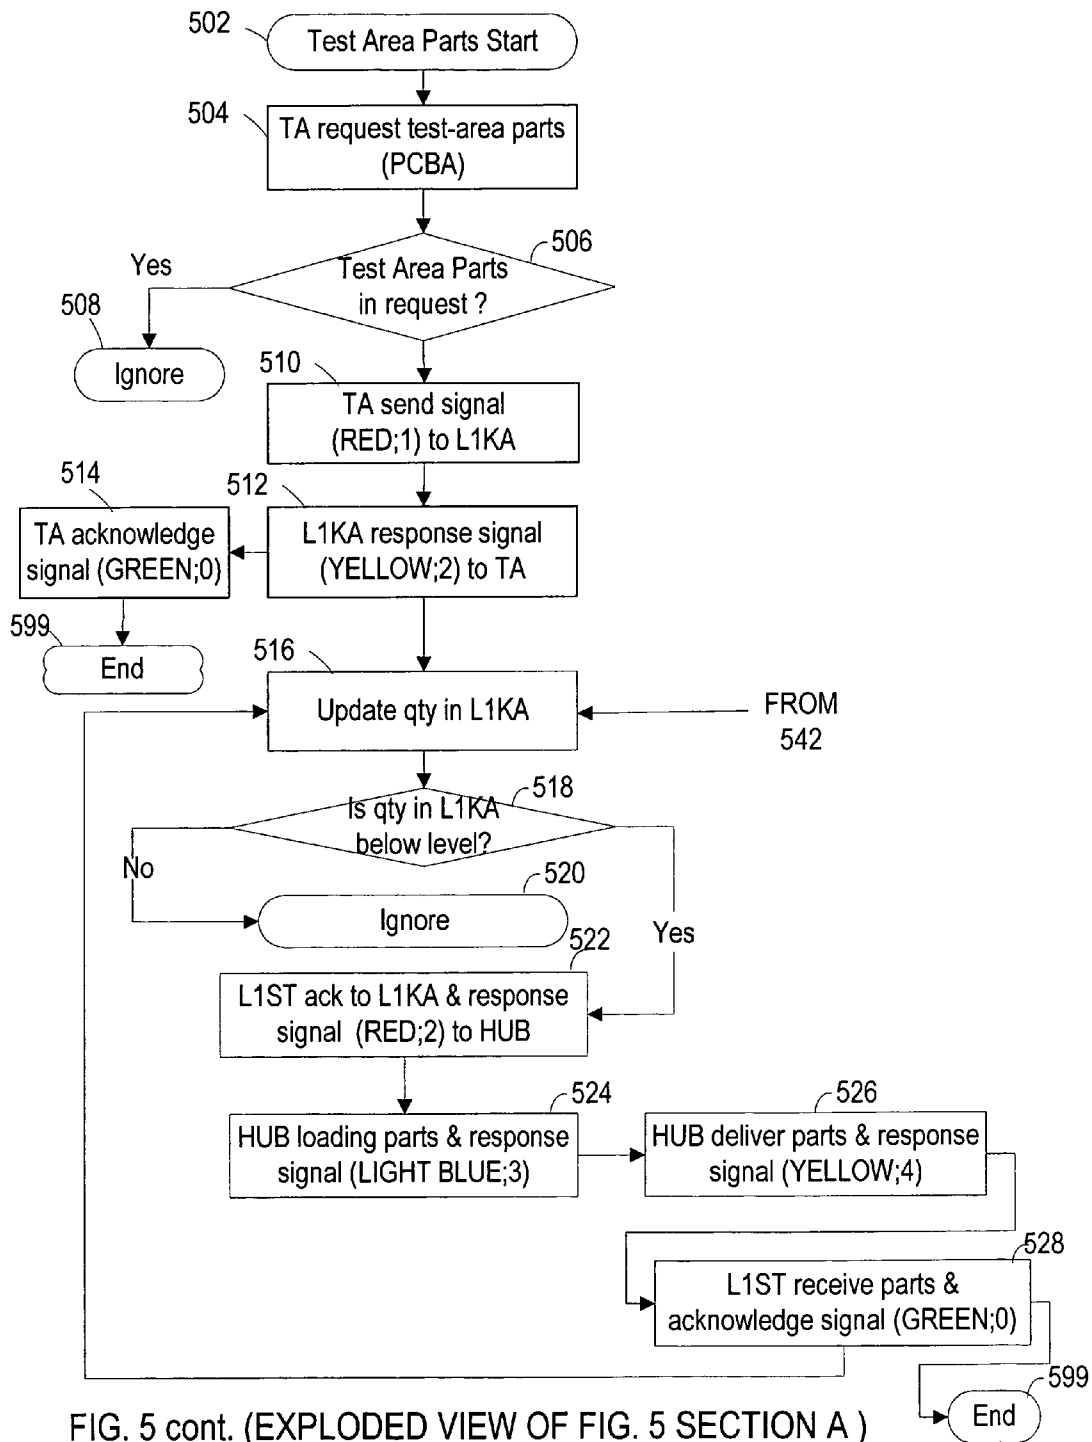 502
Test Area Parts Start
504
TA request test-area parts
(PCBA)
506
Test Area Parts
in request ?
Yes
508
Ignore
510
TA send signal
(RED;1) to L1KA
514
TA acknowledge
signal (GREEN;0)
512
L1KA response signal
(YELLOW;2) to TA
599
End
516
Update qty in L1KA
FROM
542
518
Is qty in L1KA
below level?
No
520
Ignore
Yes
522
L1ST ack to L1KA & response
signal (RED;2) to HUB
524
HUB loading parts & response
signal (LIGHT BLUE;3)
526
HUB deliver parts & response
signal (YELLOW;4)
528
L1ST receive parts &
acknowledge signal (GREEN;0)
599
End
FIG. 5 cont. (EXPLODED VIEW OF FIG. 5 SECTION A )